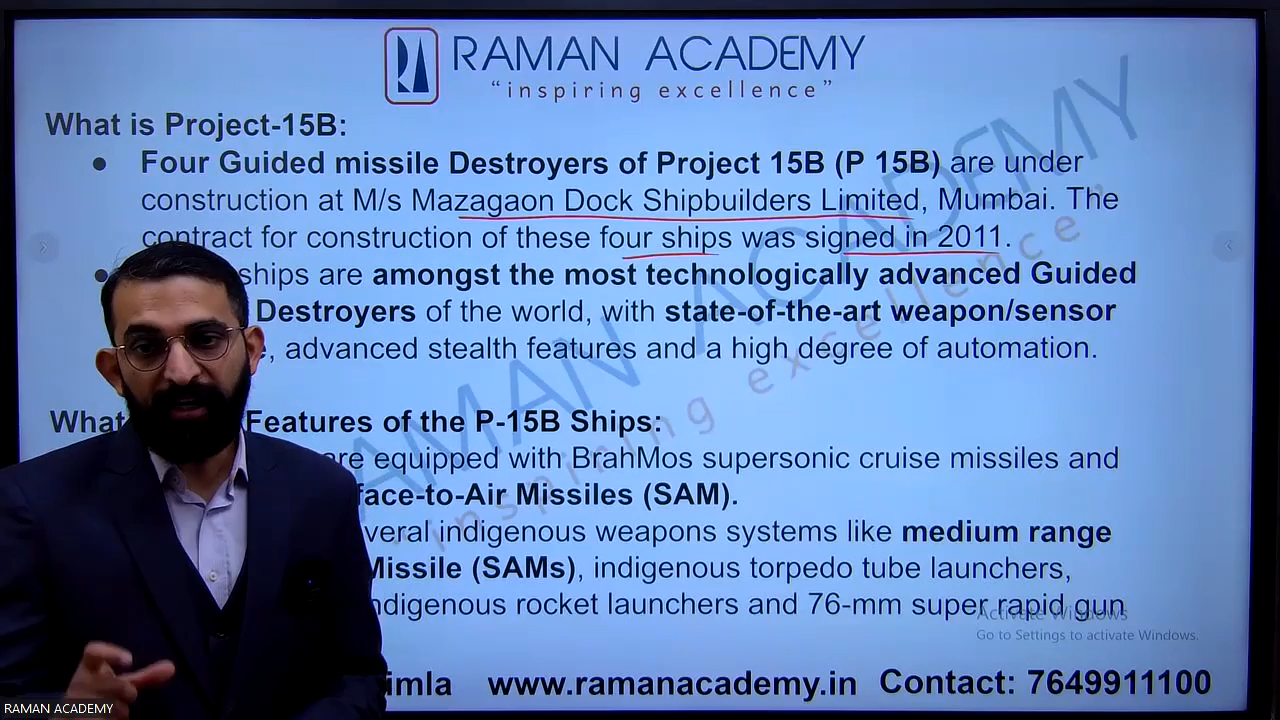 RAMAN ACADEMY
“inspiring excellence”
What is Project-15B:
Four Guided missile Destroyers of Project 15B (P 15B) are under
construction at M/s Mazagaon Dock Shipbuilders Limited, Mumbai. The
contract for construction of these four ships was signed in 2011.
ships are amongst the most technologically advanced Guided
Destroyers of the world, with state-of-the-art weapon/sensor
, advanced stealth features and a high degree of automation.
What Features of the P-15B Ships:
are equipped with BrahMos supersonic cruise missiles and
face-to-Air Missiles (SAM).
veral indigenous weapons systems like medium range
Missile (SAMs), indigenous torpedo tube launchers,
ndigenous rocket launchers and 76-mm super rapid gun
Activate Windows
Go to Settings to activate Windows.
imla www.ramanacademy.in Contact: 7649911100
RAMAN ACADEMY
RAMAN ACADEMY
inspiring excellence”